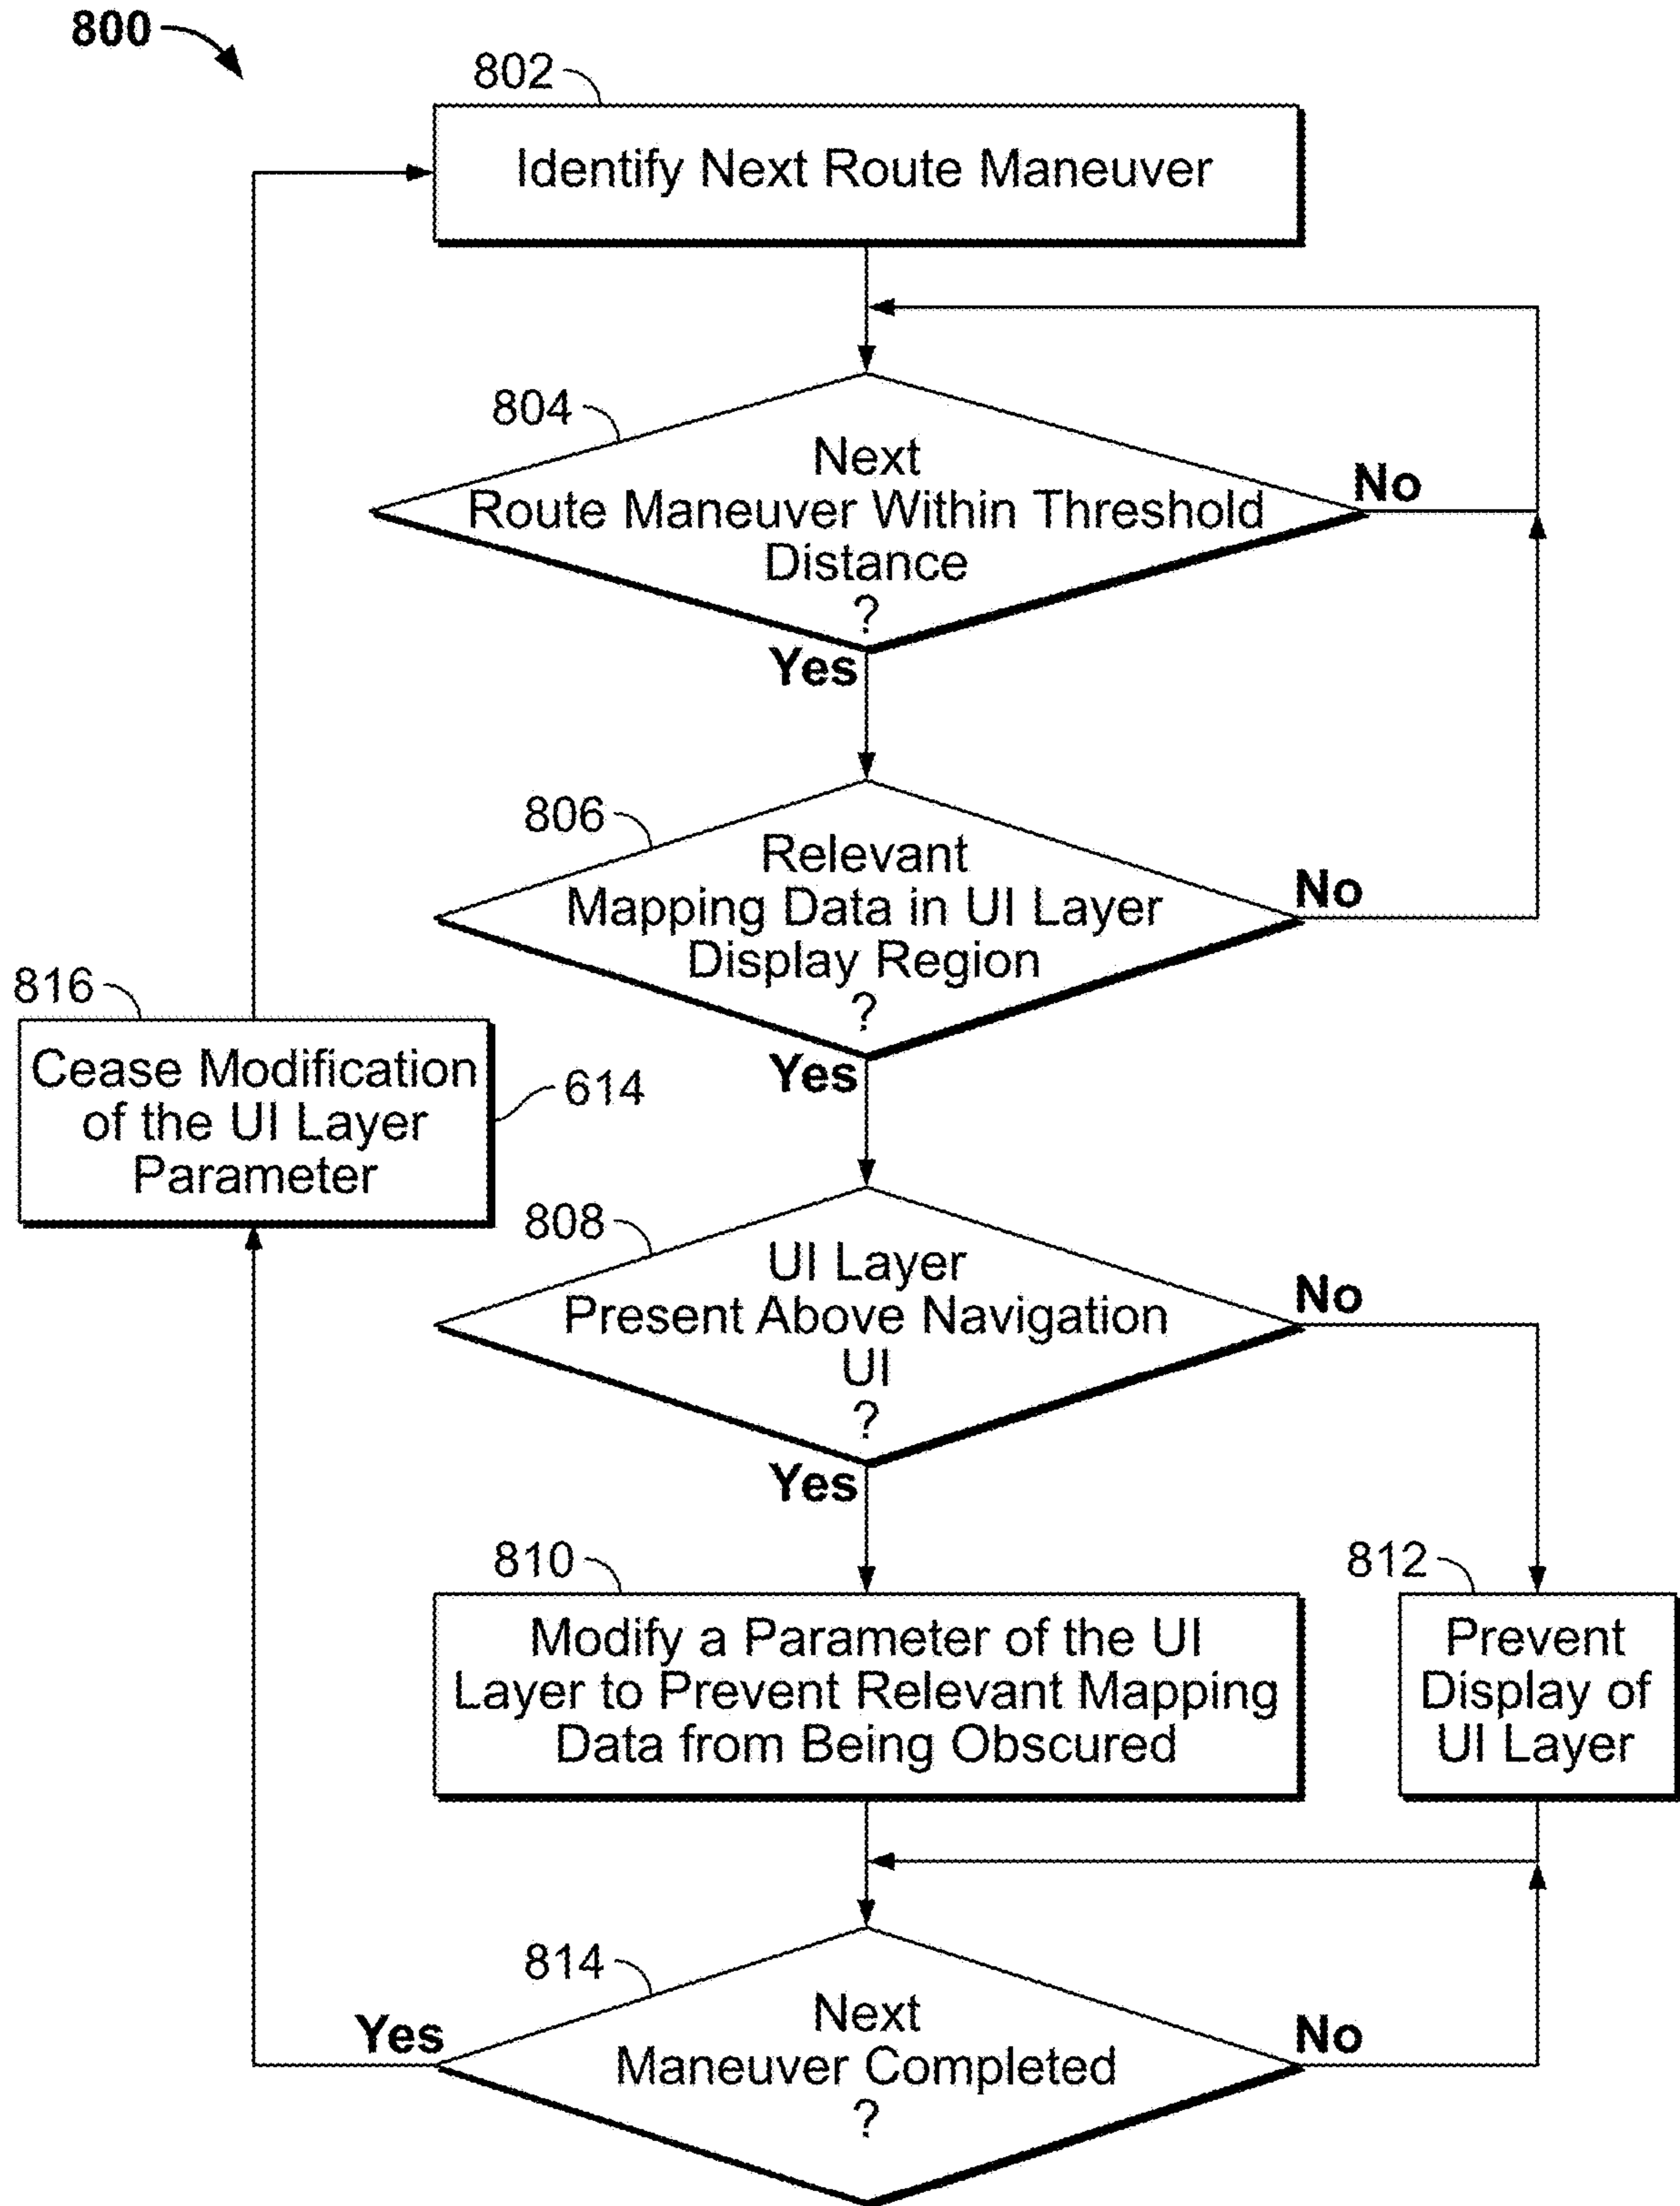 800
802
Identify Next Route Maneuver
804
Next
Route Maneuver Within Threshold
Distance
?
No
Yes
806
Relevant
Mapping Data in UI Layer
Display Region
?
No
Yes
816
Cease Modification
of the UI Layer
Parameter
614
808
UI Layer
Present Above Navigation
UI
?
No
Yes
810
Modify a Parameter of the UI
Layer to Prevent Relevant Mapping
Data from Being Obscured
812
Prevent
Display of
UI Layer
814
Next
Maneuver Completed
?
Yes
No